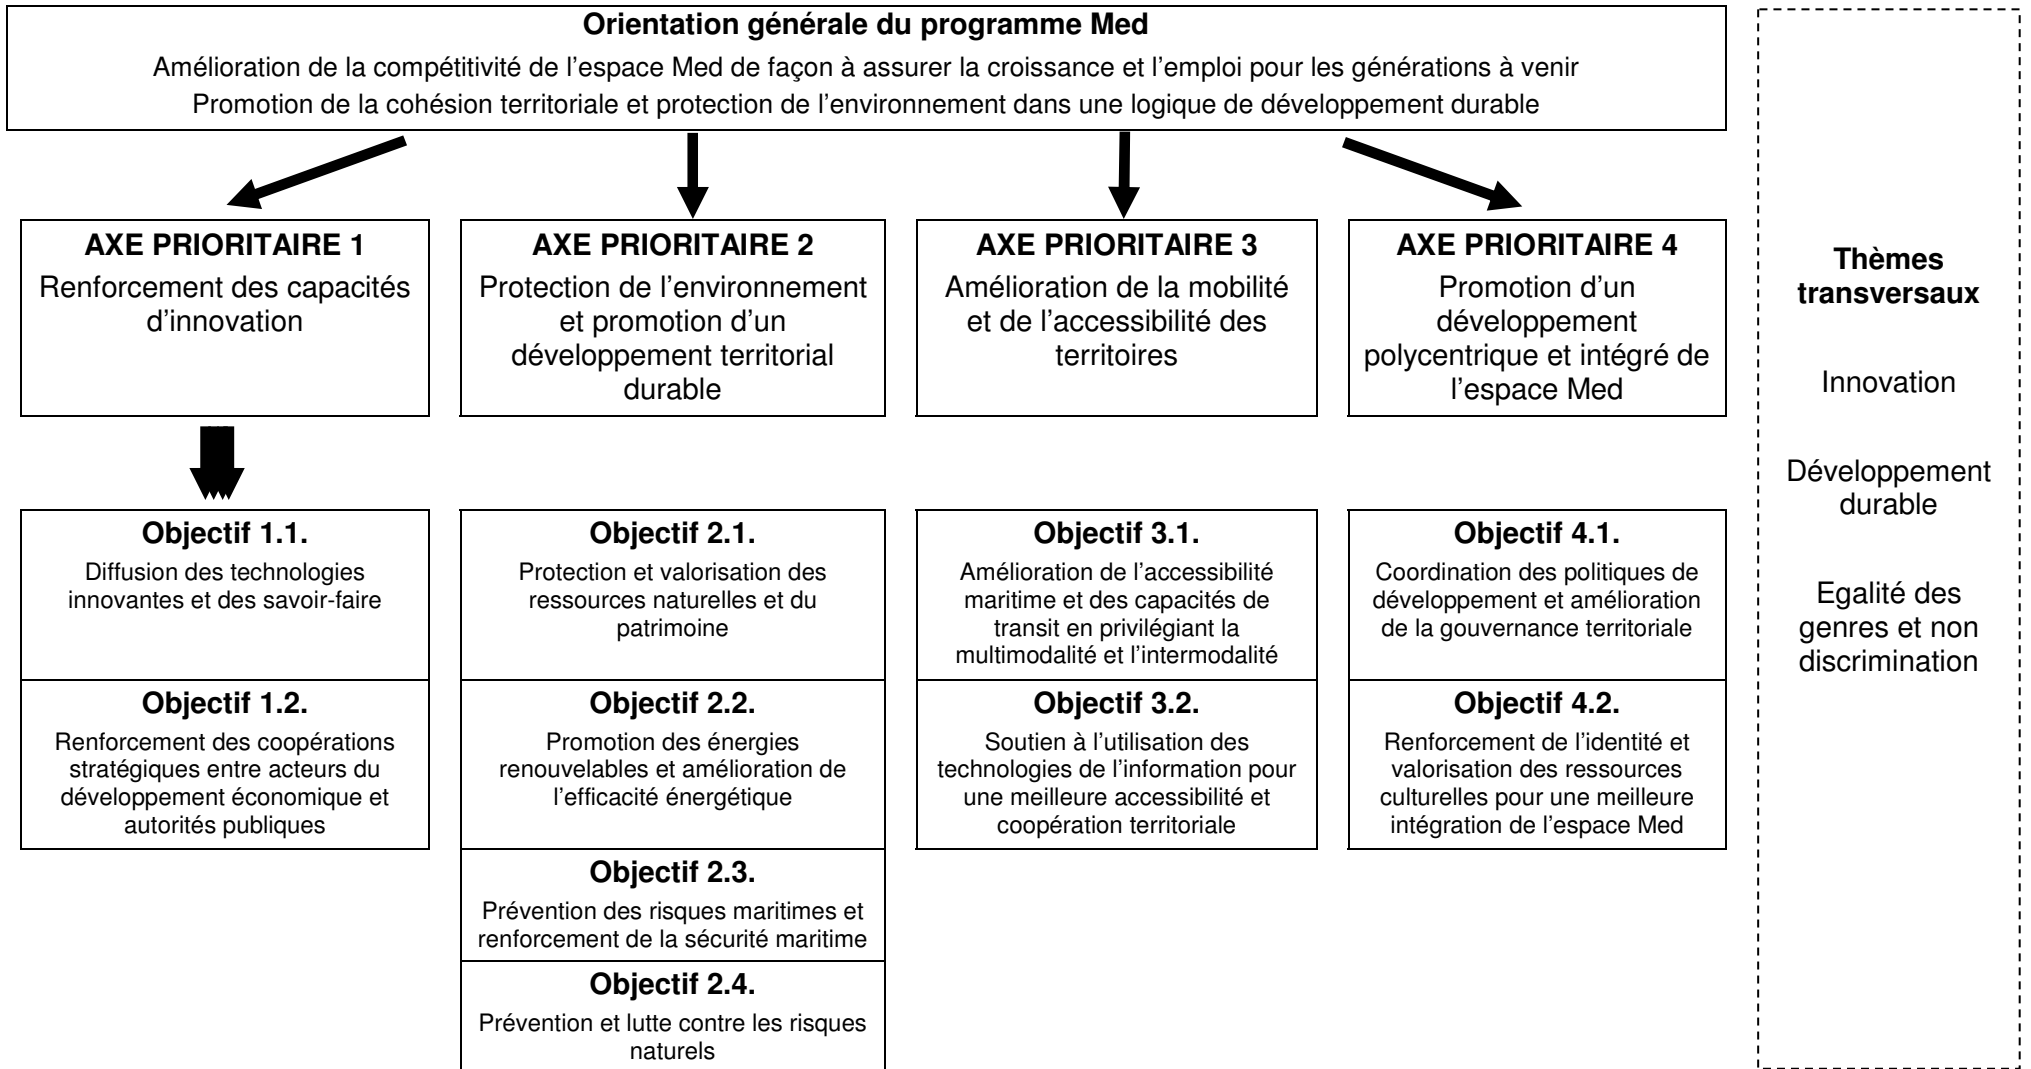 Orientation générale du programme Med
Amélioration de la compétitivité de l’espace Med de façon à assurer la croissance et l’emploi pour les générations à venir
Promotion de la cohésion territoriale et protection de l’environnement dans une logique de développement durable
AXE PRIORITAIRE 1
Renforcement des capacités
d’innovation
AXE PRIORITAIRE 2
Protection de l’environnement
et promotion d’un
développement territorial
durable
AXE PRIORITAIRE 3
Amélioration de la mobilité
et de l’accessibilité des
territoires
AXE PRIORITAIRE 4
Promotion d’un
développement
polycentrique et intégré de
l’espace Med
Objectif 1.1.
Diffusion des technologies
innovantes et des savoir-faire
Objectif 2.1.
Protection et valorisation des
ressources naturelles et du
patrimoine
Objectif 3.1.
Amélioration de l’accessibilité
maritime et des capacités de
transit en privilégiant la
multimodalité et l’intermodalité
Objectif 4.1.
Coordination des politiques de
développement et amélioration
de la gouvernance territoriale
Objectif 1.2.
Renforcement des coopérations
stratégiques entre acteurs du
développement économique et
autorités publiques
Objectif 2.2.
Promotion des énergies
renouvelables et amélioration de
l’efficacité énergétique
Objectif 3.2.
Soutien à l’utilisation des
technologies de l’information pour
une meilleure accessibilité et
coopération territoriale
Objectif 4.2.
Renforcement de l’identité et
valorisation des ressources
culturelles pour une meilleure
intégration de l’espace Med
Objectif 2.3.
Prévention des risques maritimes et
renforcement de la sécurité maritime
Objectif 2.4.
Prévention et lutte contre les risques
naturels
Thèmes
transversaux
Innovation
Développement
durable
Egalité des
genres et non
discrimination